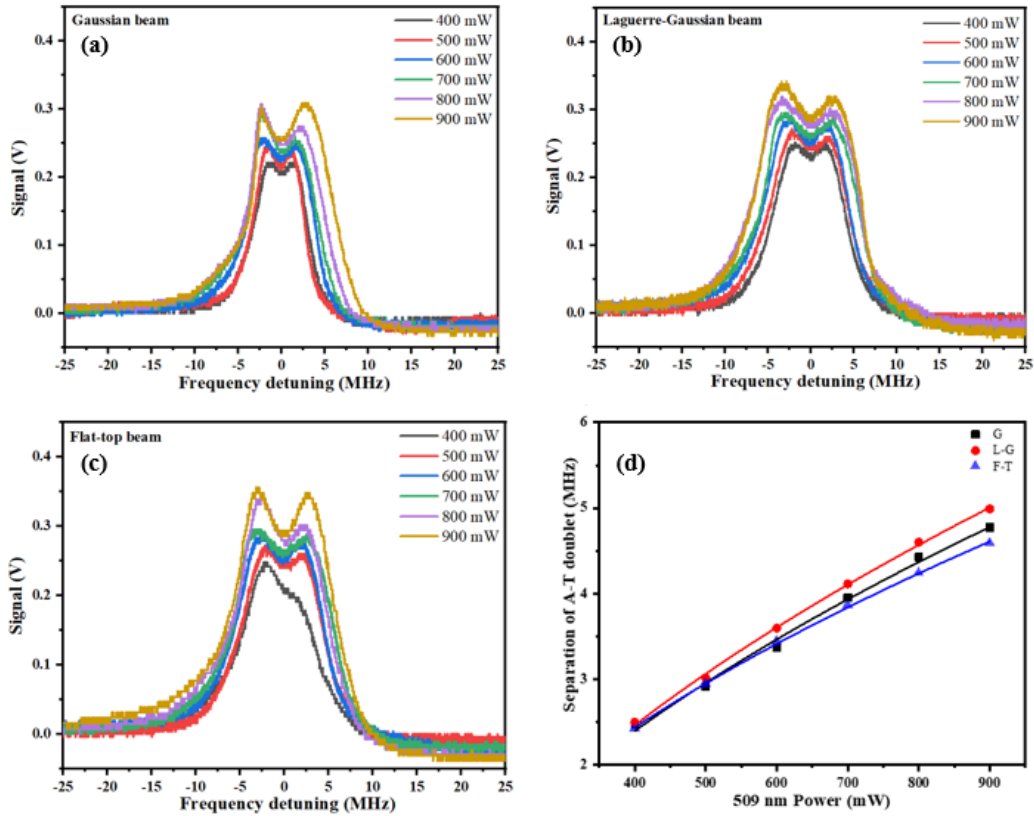 Gaussian beam
(a)
400 mW
500 mW
600 mW
700 mW
800 mW
900 mW
0.4
0.3
0.2
0.1
0.0
Signal (V)
-25 -20 -15 -10 -5 0 5 10 15 20 25
Frequency detuning (MHz)
Laguerre-Gaussian beam
(b)
400 mW
500 mW
600 mW
700 mW
800 mW
900 mW
0.4
0.3
0.2
0.1
0.0
Signal (V)
-25 -20 -15 -10 -5 0 5 10 15 20 25
Frequency detuning (MHz)
Flat-top beam
(c)
400 mW
500 mW
600 mW
700 mW
800 mW
900 mW
0.4
0.3
0.2
0.1
0.0
Signal (V)
-25 -20 -15 -10 -5 0 5 10 15 20 25
Frequency detuning (MHz)
(d)
G
L-G
F-T
6
5
4
3
2
Separation of A-T doublet (MHz)
400 500 600 700 800 900
509 nm Power (mW)